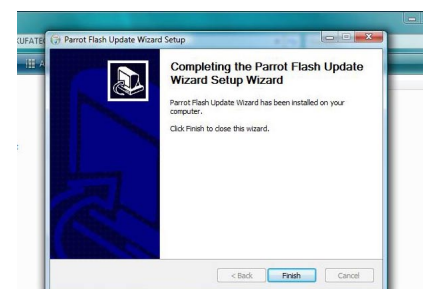 KUFATEC
Parrot Flash Update Wizard Setup
Completing the Parrot Flash Update
Wizard Setup Wizard
Parrot Flash Update Wizard has been installed on your
computer.
Click Finish to close this wizard.
< Back
Finish
Cancel